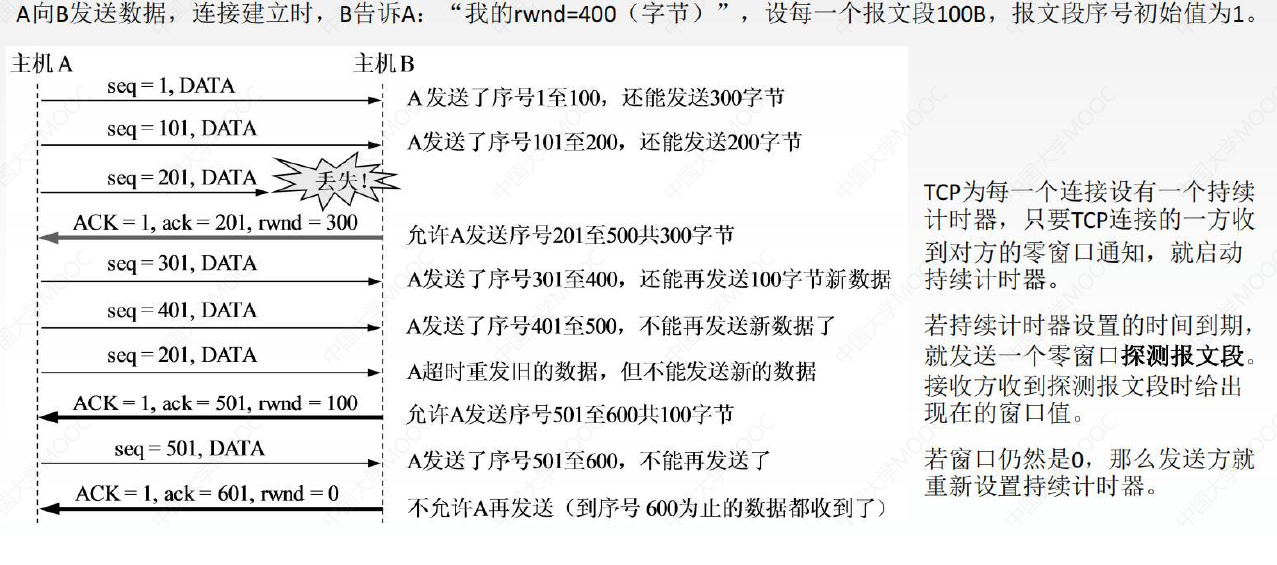 A向B发送数据，连接建立时，B告诉A：“我的rwnd=400（字节）”，设每一个报文段100B，报文段序号初始值为1。
主机A
主机B
seq = 1, DATA
A发送了序号1至100，还能发送300字节
seq = 101, DATA
A发送了序号101至200，还能发送200字节
seq = 201, DATA
丢失!
ACK = 1, ack = 201, rwnd = 300
允许A发送序号201至500共300字节
seq = 301, DATA
A发送了序号301至400，还能再发送100字节新数据
seq = 401, DATA
A发送了序号401至500，不能再发送新数据了
seq = 201, DATA
A超时重发旧的数据，但不能发送新的数据
ACK = 1, ack = 501, rwnd = 100
允许A发送序号501至600共100字节
seq = 501, DATA
A发送了序号501至600，不能再发送了
ACK = 1, ack = 601, rwnd = 0
不允许A再发送（到序号600为止的数据都收到了）
TCP为每一个连接设有一个持续
计时器，只要TCP连接的一方收
到对方的零窗口通知，就启动
持续计时器。
若持续计时器设置的时间到期，
就发送一个零窗口探测报文段。
接收方收到探测报文段时给出
现在的窗口值。
若窗口仍然是0，那么发送方就
重新设置持续计时器。
中国大学MOOC